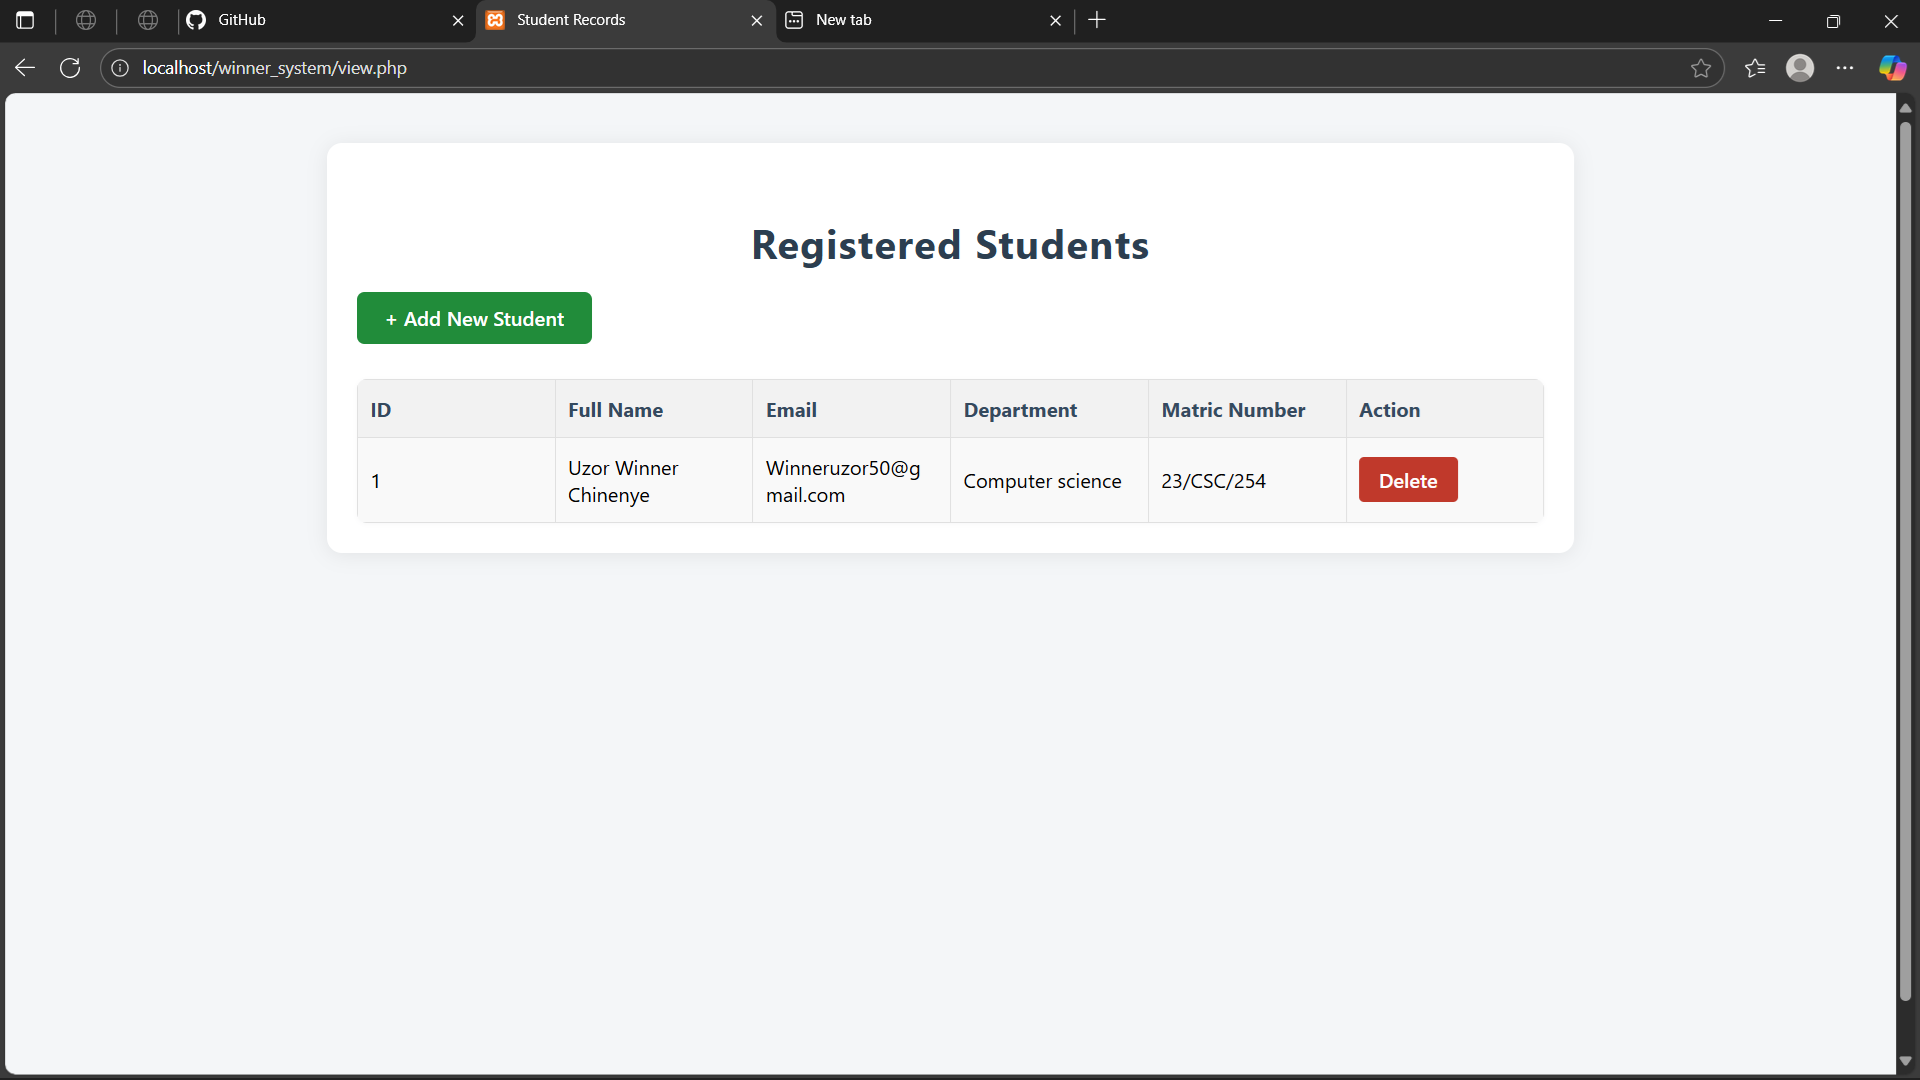 GitHub
Student Records
New tab
localhost/winner_system/view.php
Registered Students
+ Add New Student
ID Full Name Email Department Matric Number Action
1 Uzor Winner Chinenye Winneruzor50@gmail.com Computer science 23/CSC/254 Delete